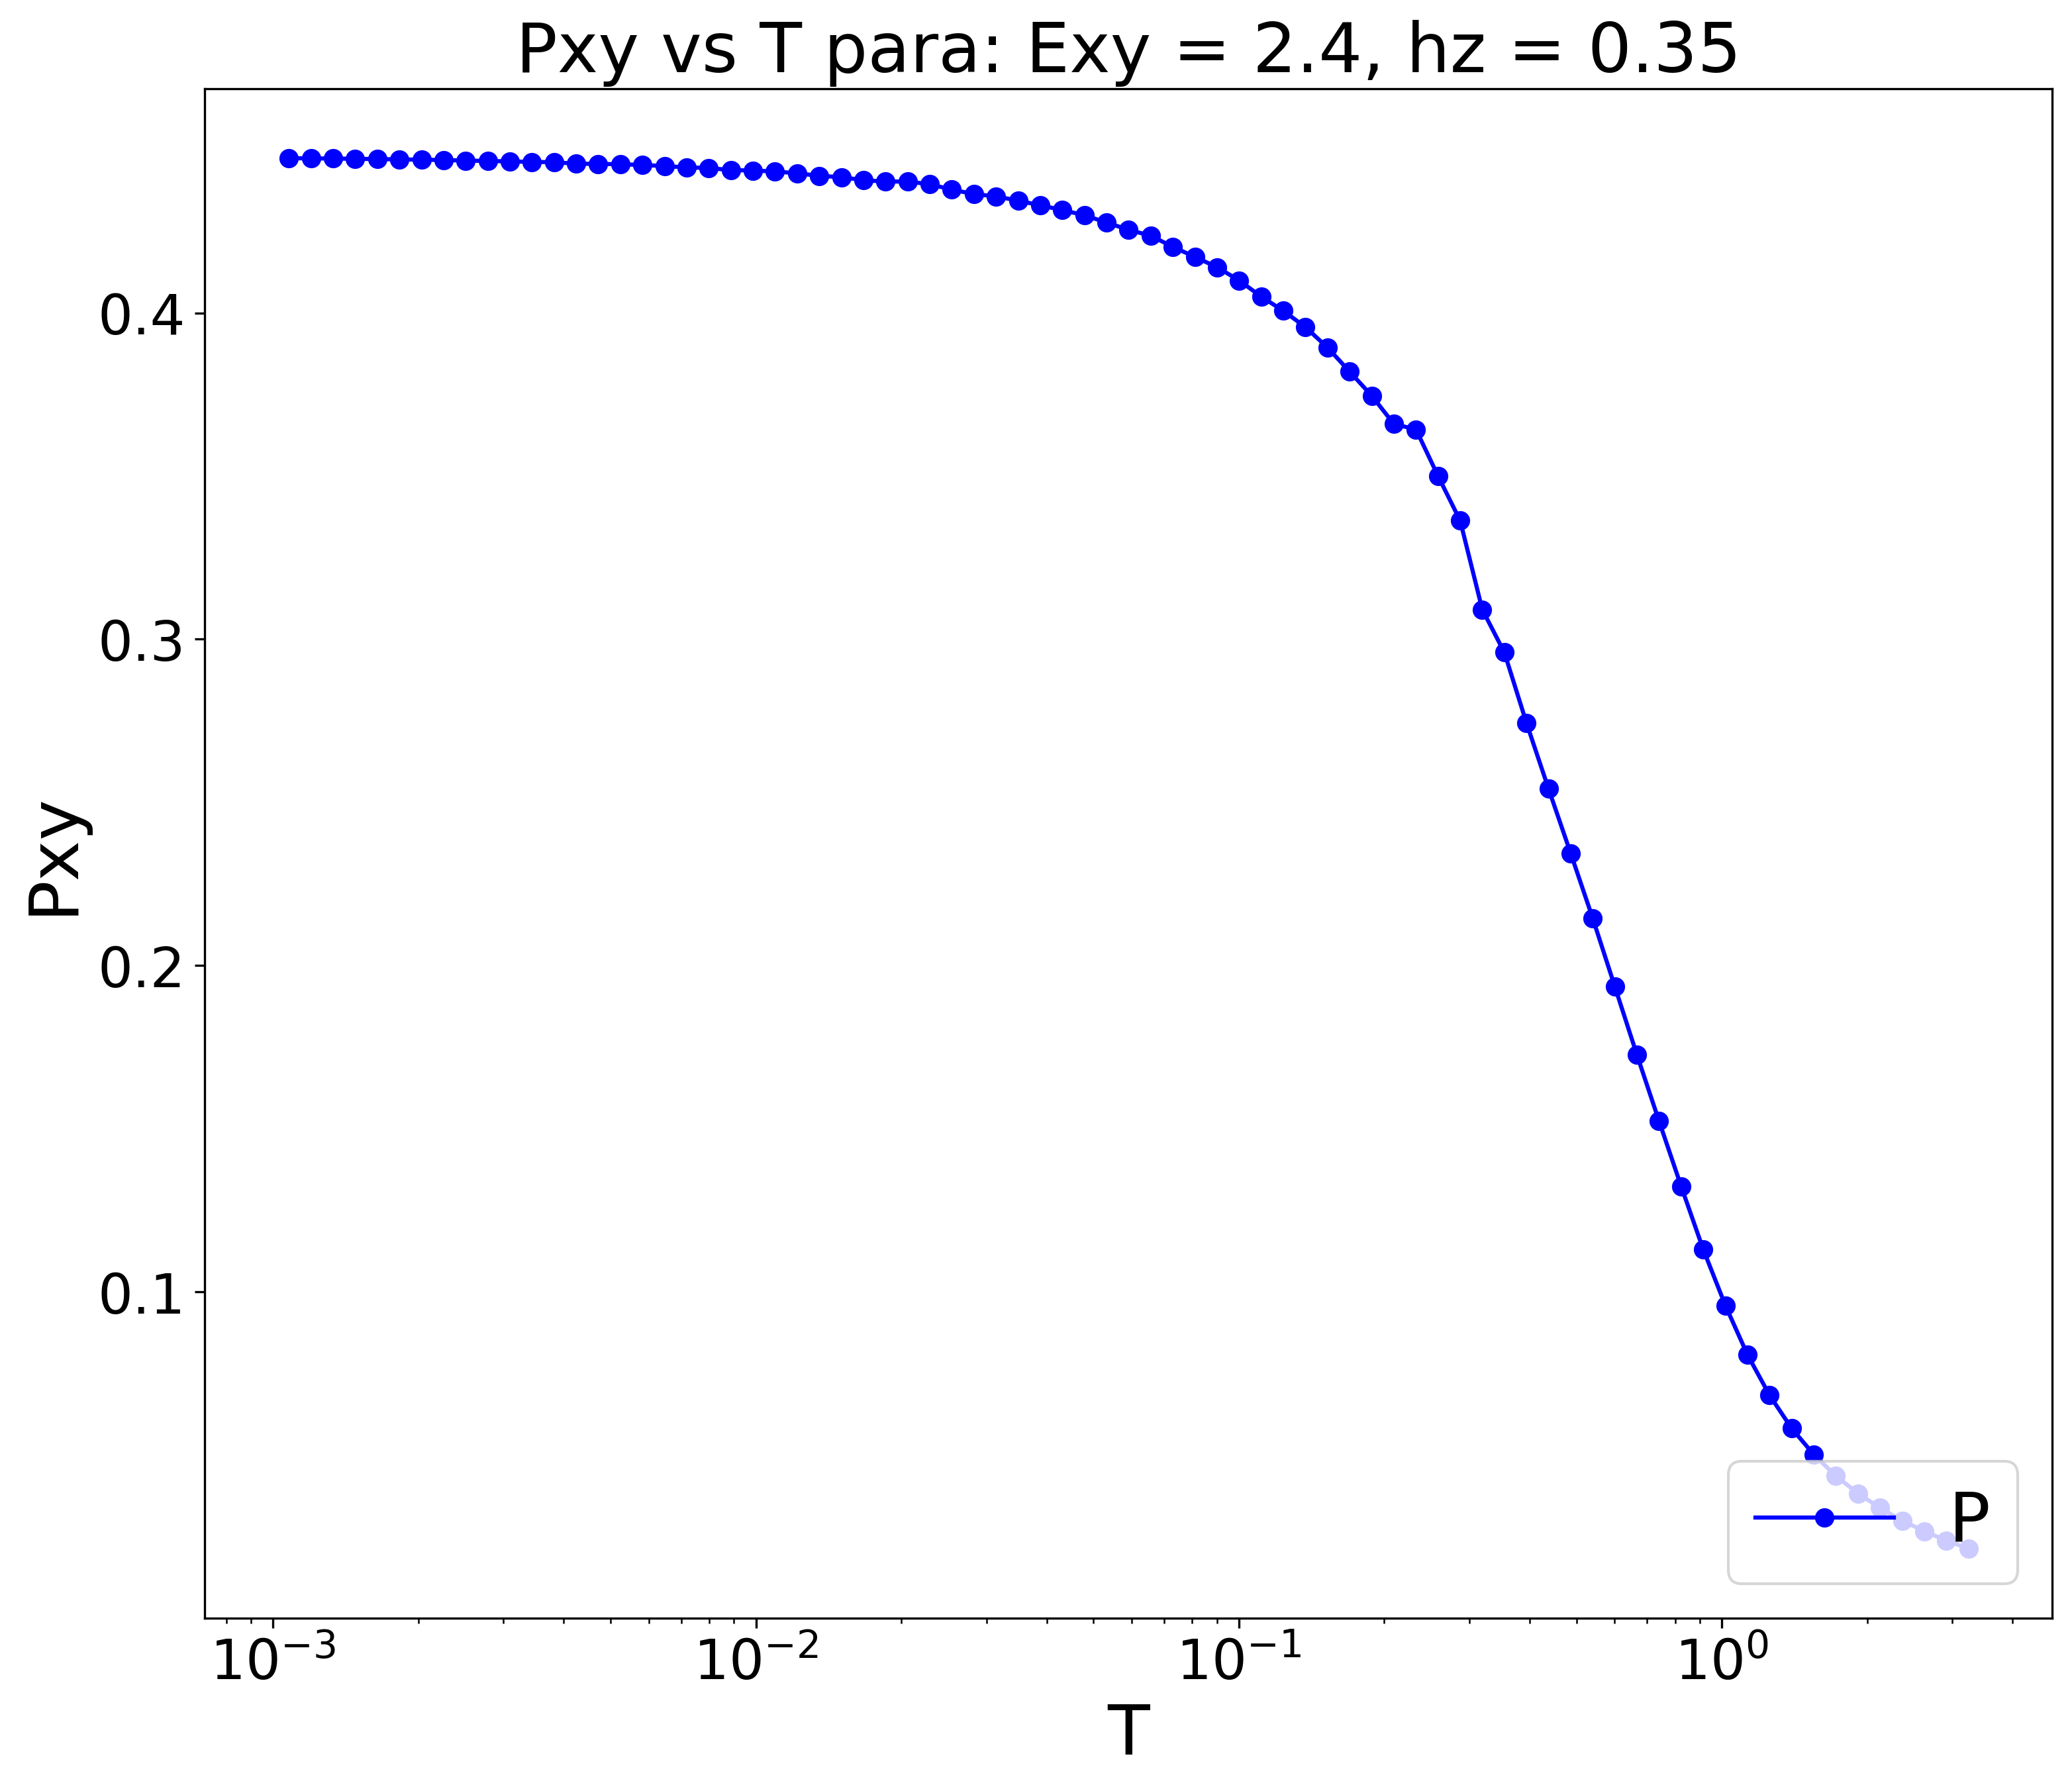 Pxy vs T para: Exy = 2.4, hz = 0.35
Pxy
0.4
0.3
0.2
0.1
P
10⁻³ 10⁻² 10⁻¹ 10⁰
T